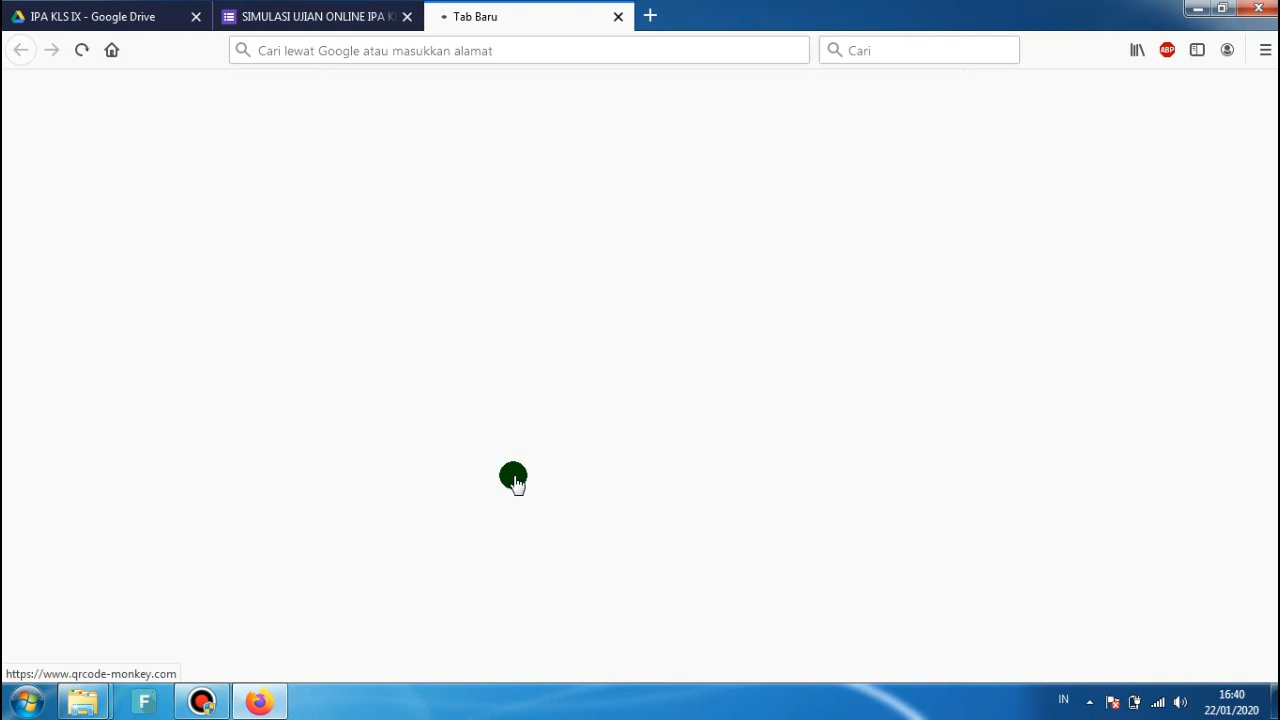 IPA KLS IX - Google Drive
SIMULASI UJIAN ONLINE IPA K
Tab Baru
Cari lewat Google atau masukkan alamat
Cari
ABP
https://www.qrcode-monkey.com
F
IN
16:40
22/01/2020